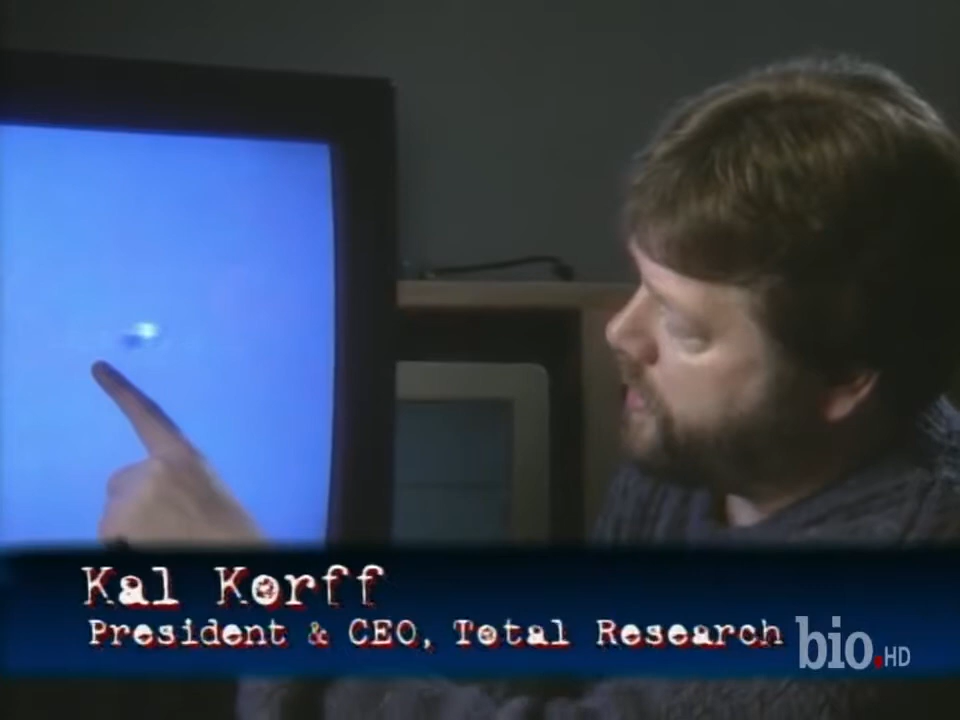 Kal Korff
President & CEO, Total Research
bio.HD